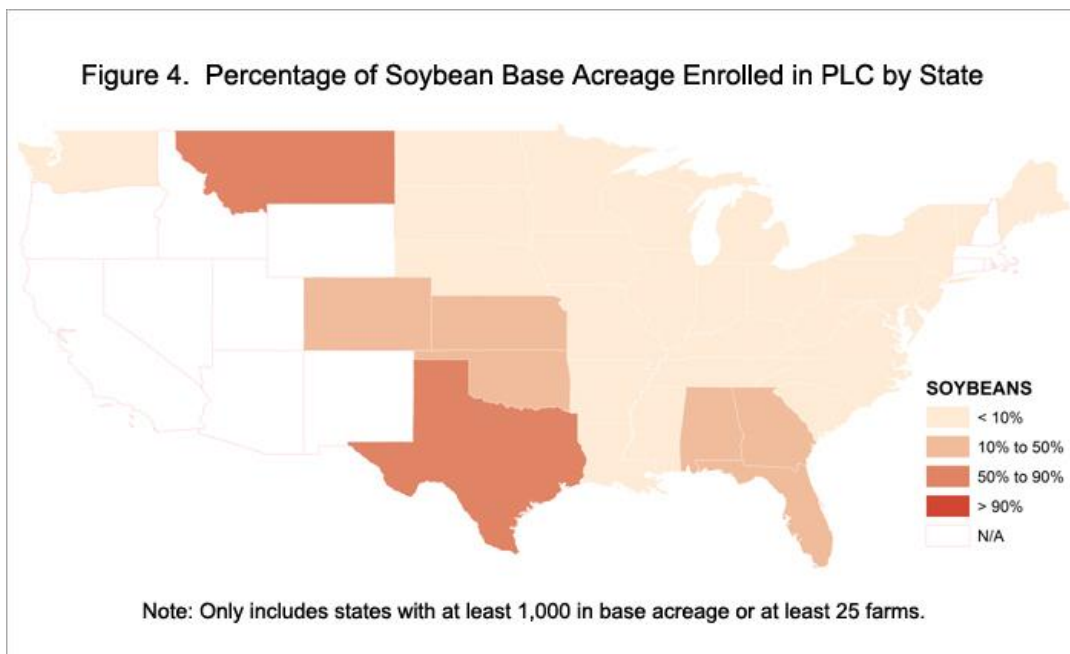 Figure 4. Percentage of Soybean Base Acreage Enrolled in PLC by State
SOYBEANS
< 10%
10% to 50%
50% to 90%
> 90%
N/A
Note: Only includes states with at least 1,000 in base acreage or at least 25 farms.